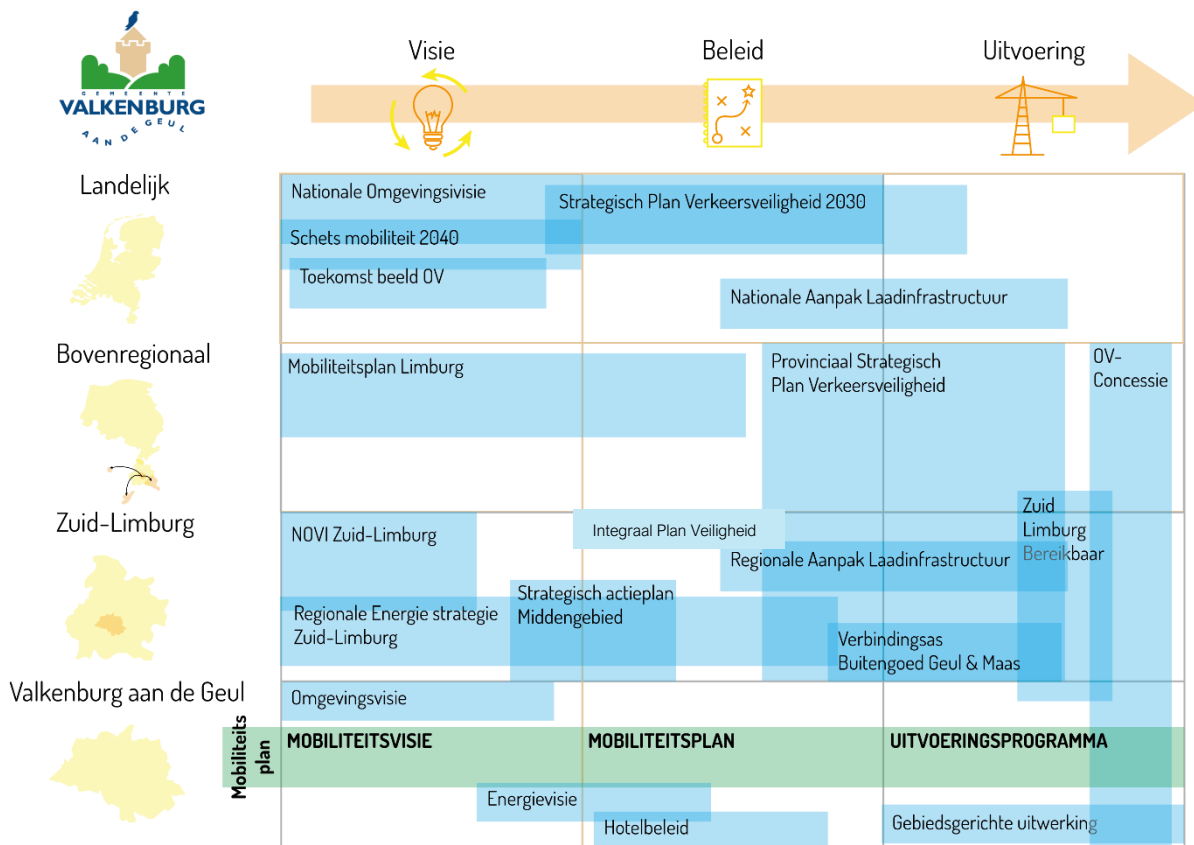 GEMEENTE
VALKENBURG
AAN DE GEUL
Visie
Beleid
Uitvoering
Landelijk
Nationale Omgevingsivisie
Strategisch Plan Verkeersveiligheid 2030
Schets mobiliteit 2040
Toekomst beeld OV
Nationale Aanpak Laadinfrastructuur
Bovenregionaal
Mobiliteitsplan Limburg
Provinciaal Strategisch
Plan Verkeersveiligheid
OV-
Concessie
Zuid-Limburg
NOVI Zuid-Limburg
Integraal Plan Veiligheid
Zuid
Limburg
Bereikbaar
Regionale Aanpak Laadinfrastructuur
Strategisch actieplan
Middengebied
Regionale Energie strategie
Zuid-Limburg
Verbindingsas
Buitengoed Geul & Maas
Valkenburg aan de Geul
Omgevingsvisie
Mobiliteits
plan
MOBILITEITSVISIE
MOBILITEITSPLAN
UITVOERINGSPROGRAMMA
Energievisie
Hotelbeleid
Gebiedsgerichte uitwerking